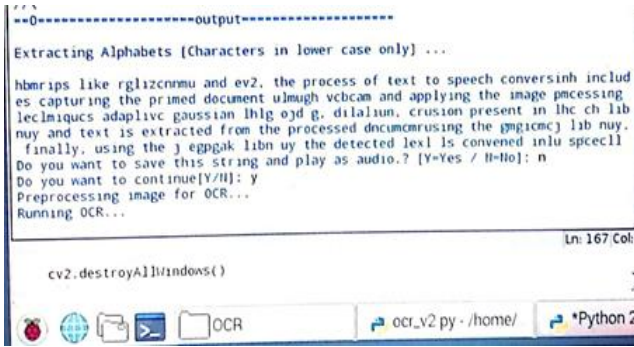 --0---------------------output---------------------
Extracting Alphabets [Characters in lower case only] ...
hbmrips like rglizcnnmu and ev2. the process of text to speech conversinh includ
es capturing the primed document ulmugh vcbcam and applying the image pmcessing
leclmiqucs adaplivc gaussian lhlg ojd g. dilaliun, crusion present in lhc ch lib
nuy and text is extracted from the processed dncumcmrusing the gmgicmcj lib nuy.
finally. using the j egpgak libn uy the detected lexl ls convened inlu spcecll
Do you want to save this string and play as audio.? [Y=Yes / N=No]: n
Do you want to continue[Y/N]: y
Preprocessing image for OCR...
Running OCR...
Ln: 167 Col:
cv2.destroyAllWindows()
OCR
ocr_v2 py - /home/
*Python 2